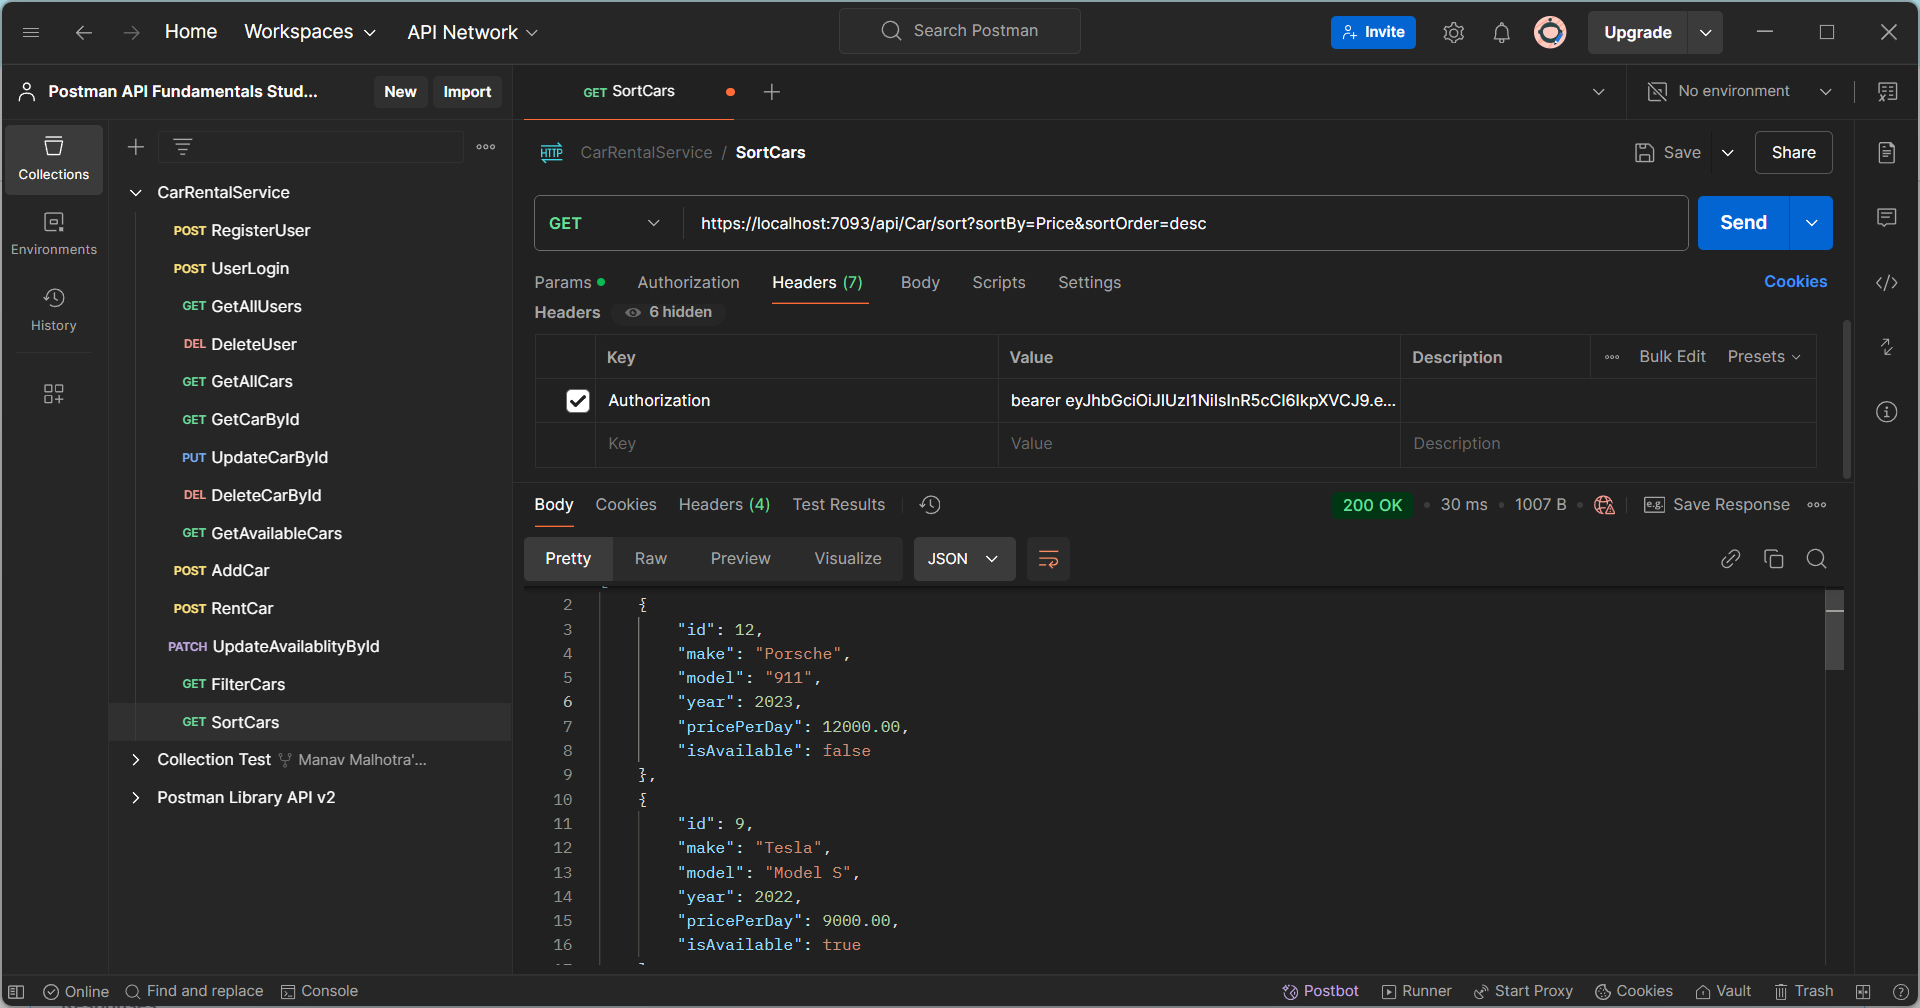 Home
Workspaces
API Network
Search Postman
Invite
Upgrade
Postman API Fundamentals Stud...
New
Import
GET SortCars
No environment
Collections
Environments
History
CarRentalService
POST RegisterUser
POST UserLogin
GET GetAllUsers
DEL DeleteUser
GET GetAllCars
GET GetCarById
PUT UpdateCarById
DEL DeleteCarById
GET GetAvailableCars
POST AddCar
POST RentCar
PATCH UpdateAvailablityById
GET FilterCars
GET SortCars
Collection Test Manav Malhotra'...
Postman Library API v2
HTTP CarRentalService / SortCars
Save
Share
GET https://localhost:7093/api/Car/sort?sortBy=Price&sortOrder=desc
Send
Params Authorization Headers (7) Body Scripts Settings
Cookies
Headers 6 hidden
Key Value Description Bulk Edit Presets
Authorization bearer eyJhbGciOiJIUzI1NiIsInR5cCI6IkpXVCJ9.e...
Key Value Description
Body Cookies Headers (4) Test Results
200 OK 30 ms 1007 B e.g. Save Response
Pretty Raw Preview Visualize JSON
2 {
3 "id": 12,
4 "make": "Porsche",
5 "model": "911",
6 "year": 2023,
7 "pricePerDay": 12000.00,
8 "isAvailable": false
9 },
10 {
11 "id": 9,
12 "make": "Tesla",
13 "model": "Model S",
14 "year": 2022,
15 "pricePerDay": 9000.00,
16 "isAvailable": true
Online
Find and replace
Console
Postbot
Runner
Start Proxy
Cookies
Vault
Trash